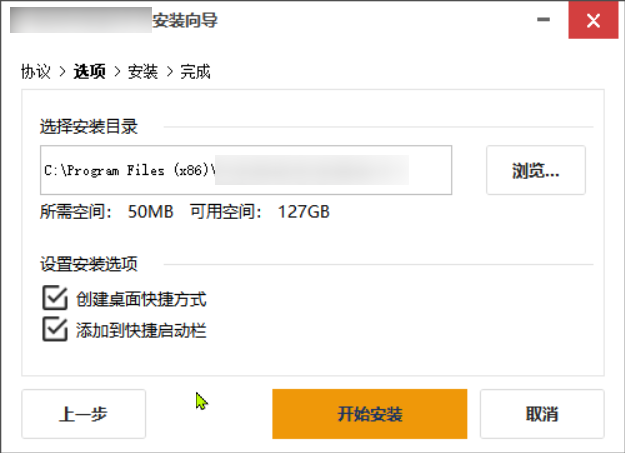 安装向导
协议 > 选项 > 安装 > 完成
选择安装目录
C:\Program Files (x86)\
浏览...
所需空间： 50MB 可用空间： 127GB
设置安装选项
创建桌面快捷方式
添加到快捷启动栏
上一步
开始安装
取消